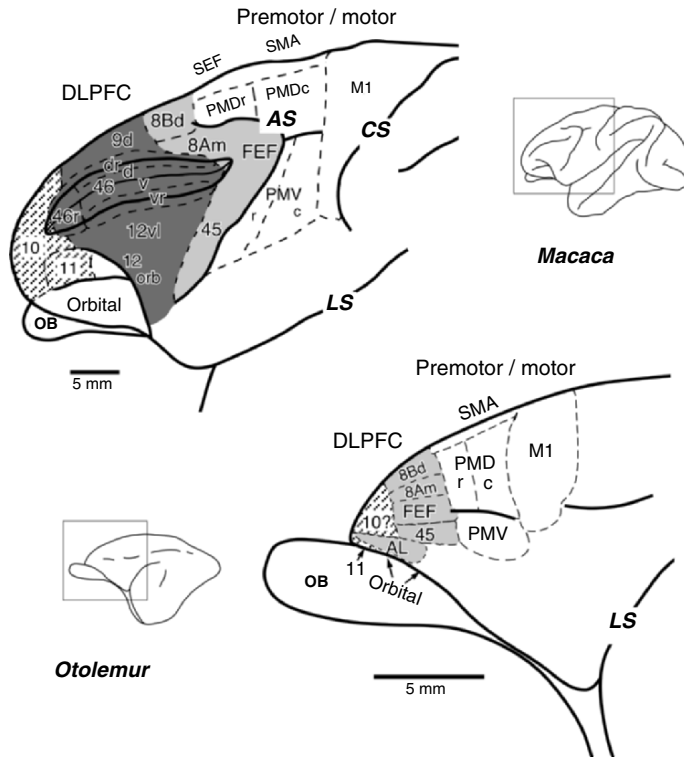 Premotor / motor
SMA
SEF
DLPFC
PMDr
PMDc
M1
AS
8Bd
CS
9d
8Am
FEF
dr
d
46
v
vr
PMV
r
c
46r
12vl
45
10
11
12
orb
Macaca
Orbital
LS
OB
5 mm
Premotor / motor
SMA
DLPFC
8Bd
PMD
r
c
M1
8Am
FEF
10?
45
PMV
AL
11
Orbital
OB
LS
Otolemur
5 mm